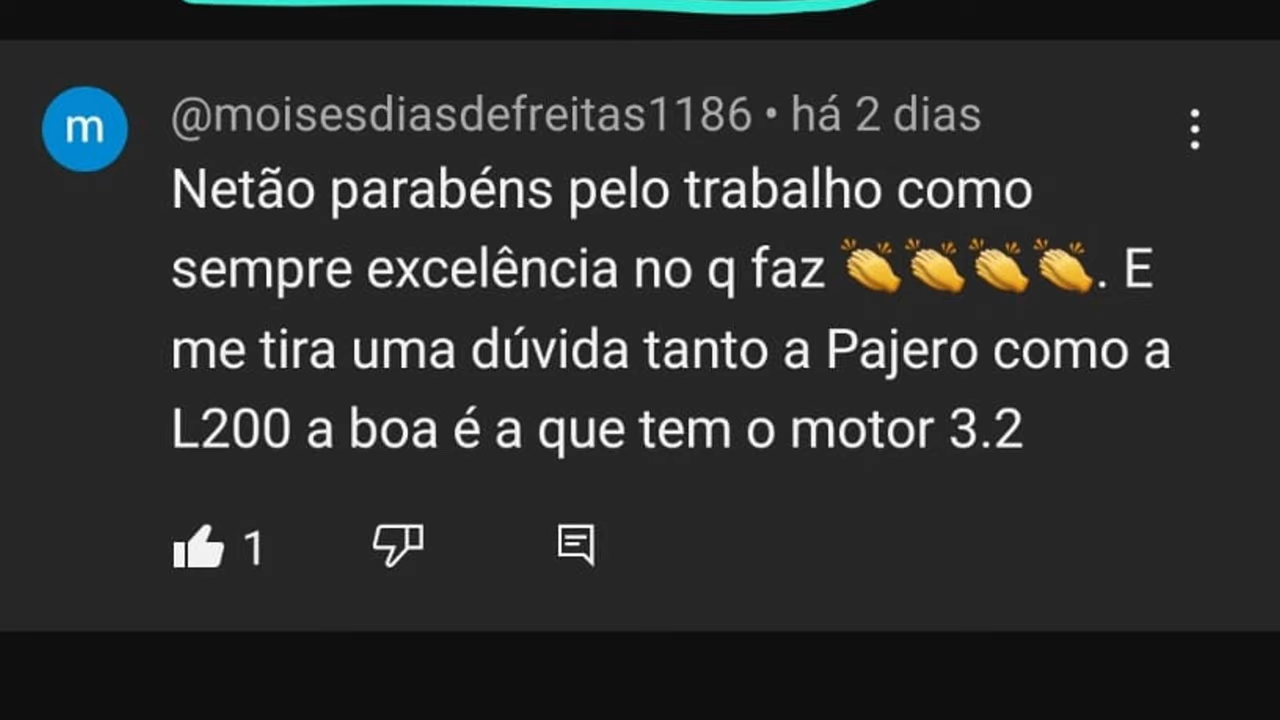 m
@moisesdiasdefreitas1186 • há 2 dias
Netão parabéns pelo trabalho como
sempre excelência no q faz 👏👏👏👏. E
me tira uma dúvida tanto a Pajero como a
L200 a boa é a que tem o motor 3.2
1